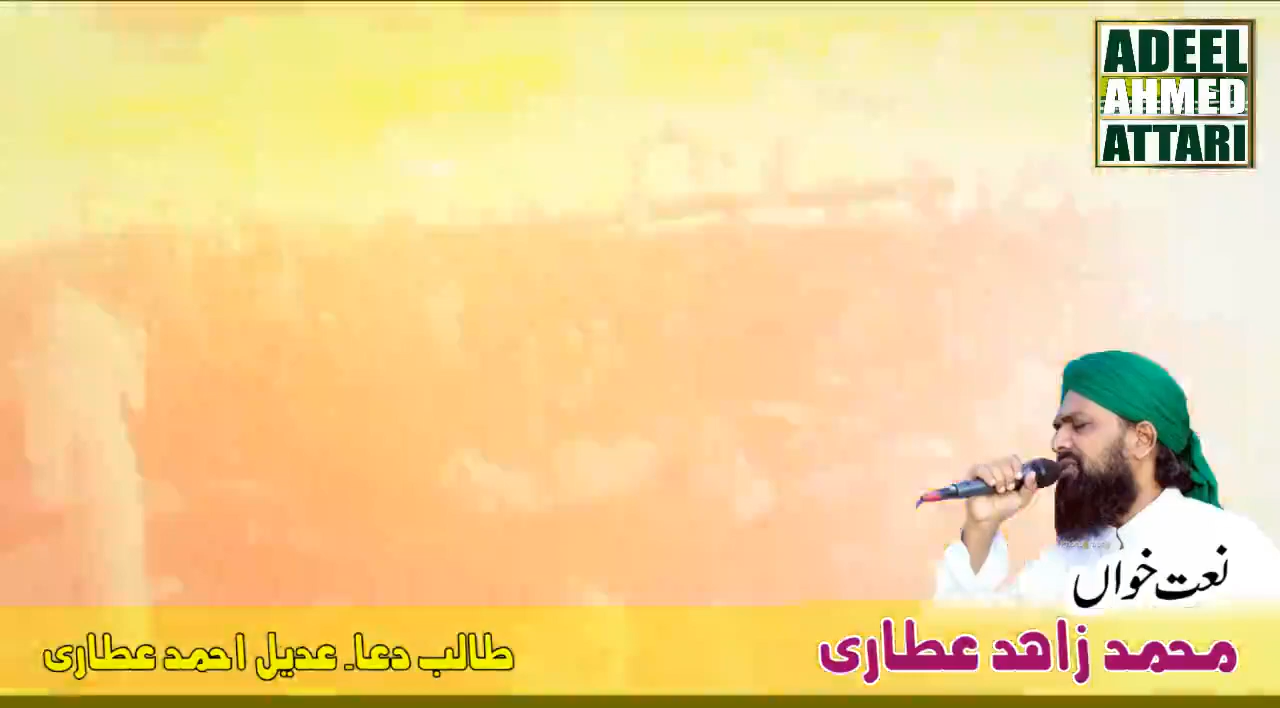 ADEEL
AHMED
ATTARI
نعت خواں
محمد زاھد عطاری
طالب دعا۔ عدیل احمد عطاری